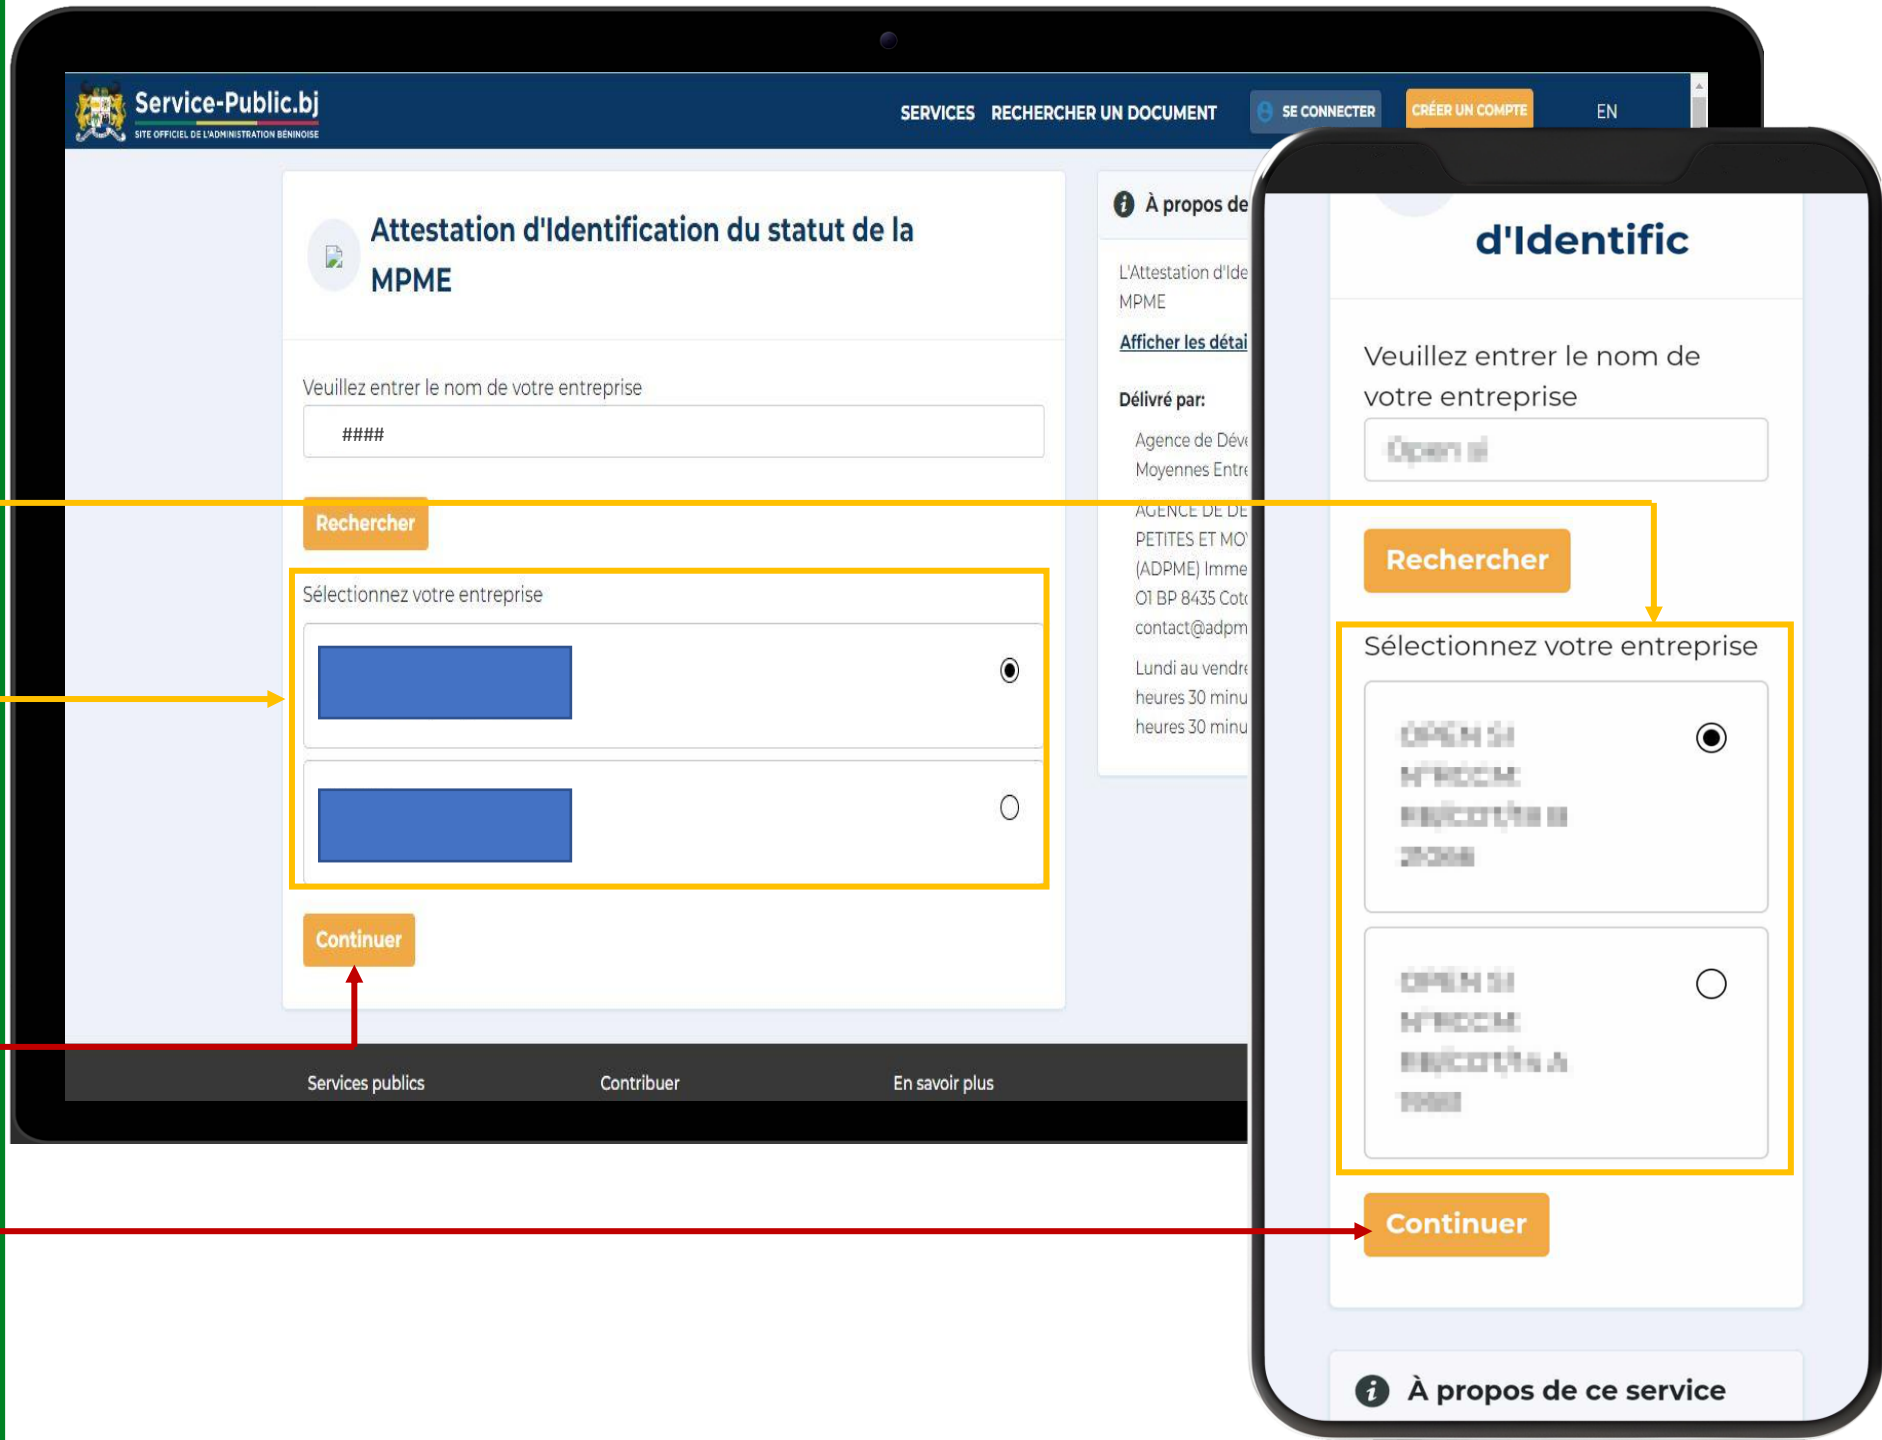 Service-Public.bj
SITE OFFICIEL DE L'ADMINISTRATION BÉNINOISE
SERVICES RECHERCHER UN DOCUMENT SE CONNECTER CRÉER UN COMPTE EN
Attestation d'Identification du statut de la
MPME
Veuillez entrer le nom de votre entreprise
####
Rechercher
Sélectionnez votre entreprise
Continuer
À propos de
L'Attestation d'Ide
MPME
Afficher les détai
Délivré par:
Agence de Déve
Moyennes Entre
AGENCE DE DE
PETITES ET MO
(ADPME) Imme
01 BP 8435 Coto
contact@adpm
Lundi au vendre
heures 30 minu
heures 30 minu
Services publics Contribuer En savoir plus
d'Identific
Veuillez entrer le nom de
votre entreprise
Rechercher
Sélectionnez votre entreprise
Continuer
À propos de ce service